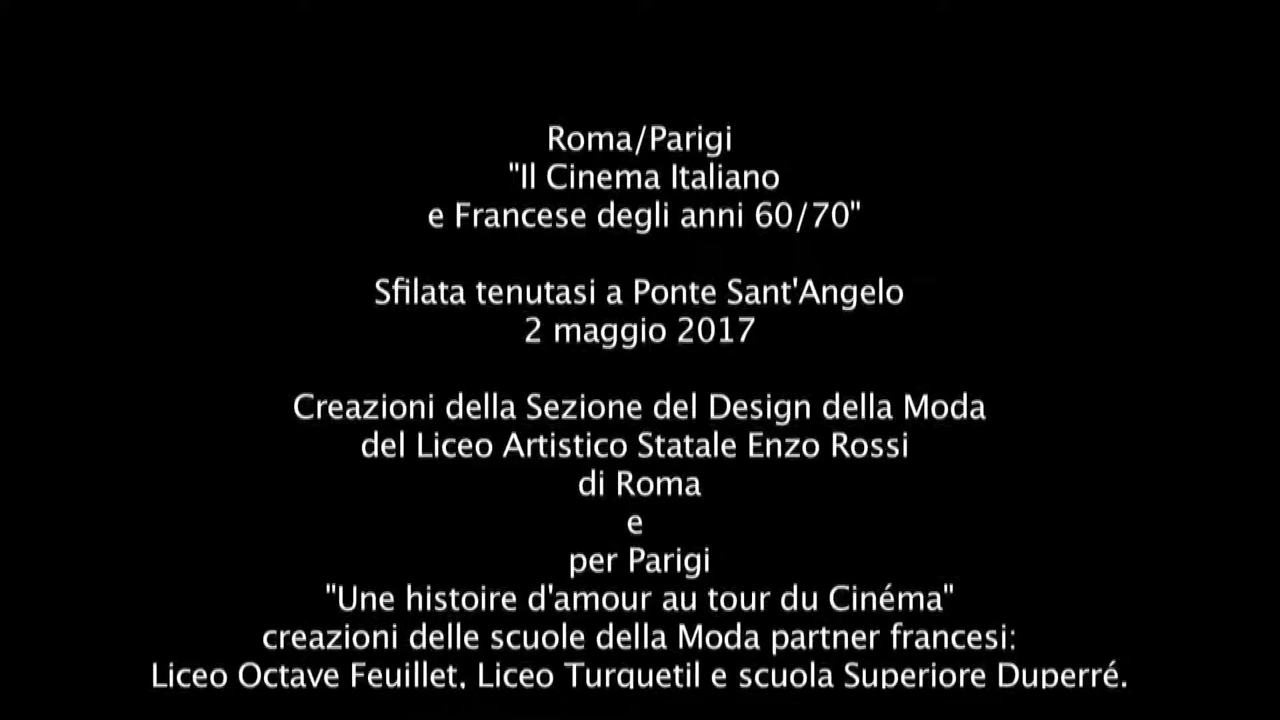 Roma/Parigi
"Il Cinema Italiano
e Francese degli anni 60/70"
Sfilata tenutasi a Ponte Sant'Angelo
2 maggio 2017
Creazioni della Sezione del Design della Moda
del Liceo Artistico Statale Enzo Rossi
di Roma
e
per Parigi
"Une histoire d'amour au tour du Cinéma"
creazioni delle scuole della Moda partner francesi:
Liceo Octave Feuillet, Liceo Turquetil e scuola Superiore Duperré.